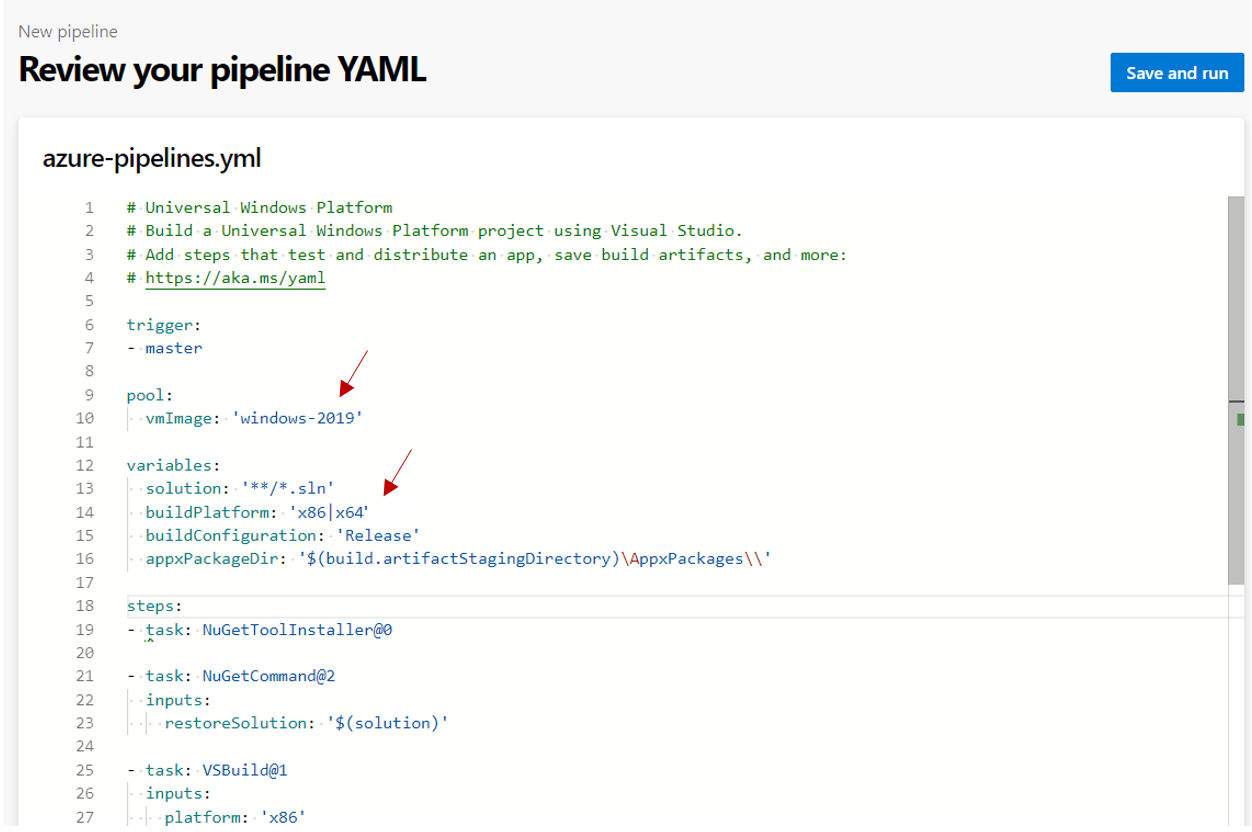 New pipeline
Review your pipeline YAML
Save and run
azure-pipelines.yml
1 # Universal Windows Platform
2 # Build a Universal Windows Platform project using Visual Studio.
3 # Add steps that test and distribute an app, save build artifacts, and more:
4 # https://aka.ms/yaml
5
6 trigger:
7 - master
8
9 pool:
10   vmImage: 'windows-2019'
11
12 variables:
13   solution: '**/*.sln'
14   buildPlatform: 'x86|x64'
15   buildConfiguration: 'Release'
16   appxPackageDir: '$(build.artifactStagingDirectory)\AppxPackages\\'
17
18 steps:
19 - task: NuGetToolInstaller@0
20
21 - task: NuGetCommand@2
22   inputs:
23     restoreSolution: '$(solution)'
24
25 - task: VSBuild@1
26   inputs:
27     platform: 'x86'